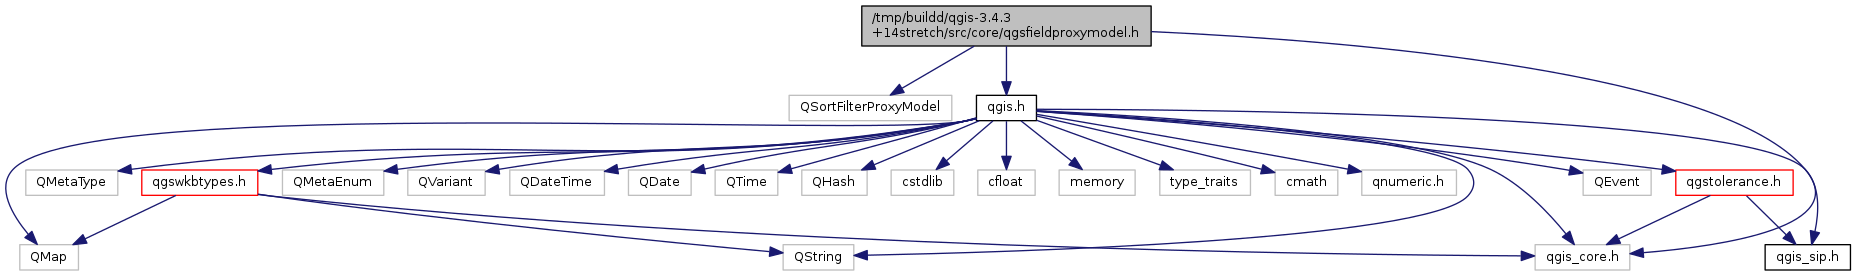 /tmp/buildd/qgis-3.4.3
+14stretch/src/core/qgsfieldproxymodel.h
QSortFilterProxyModel
qgis.h
QMetaType
qgswkbtypes.h
QMetaEnum
QVariant
QDateTime
QDate
QTime
QHash
cstdlib
cfloat
memory
type_traits
cmath
qnumeric.h
QEvent
qgstolerance.h
QMap
QString
qgis_core.h
qgis_sip.h